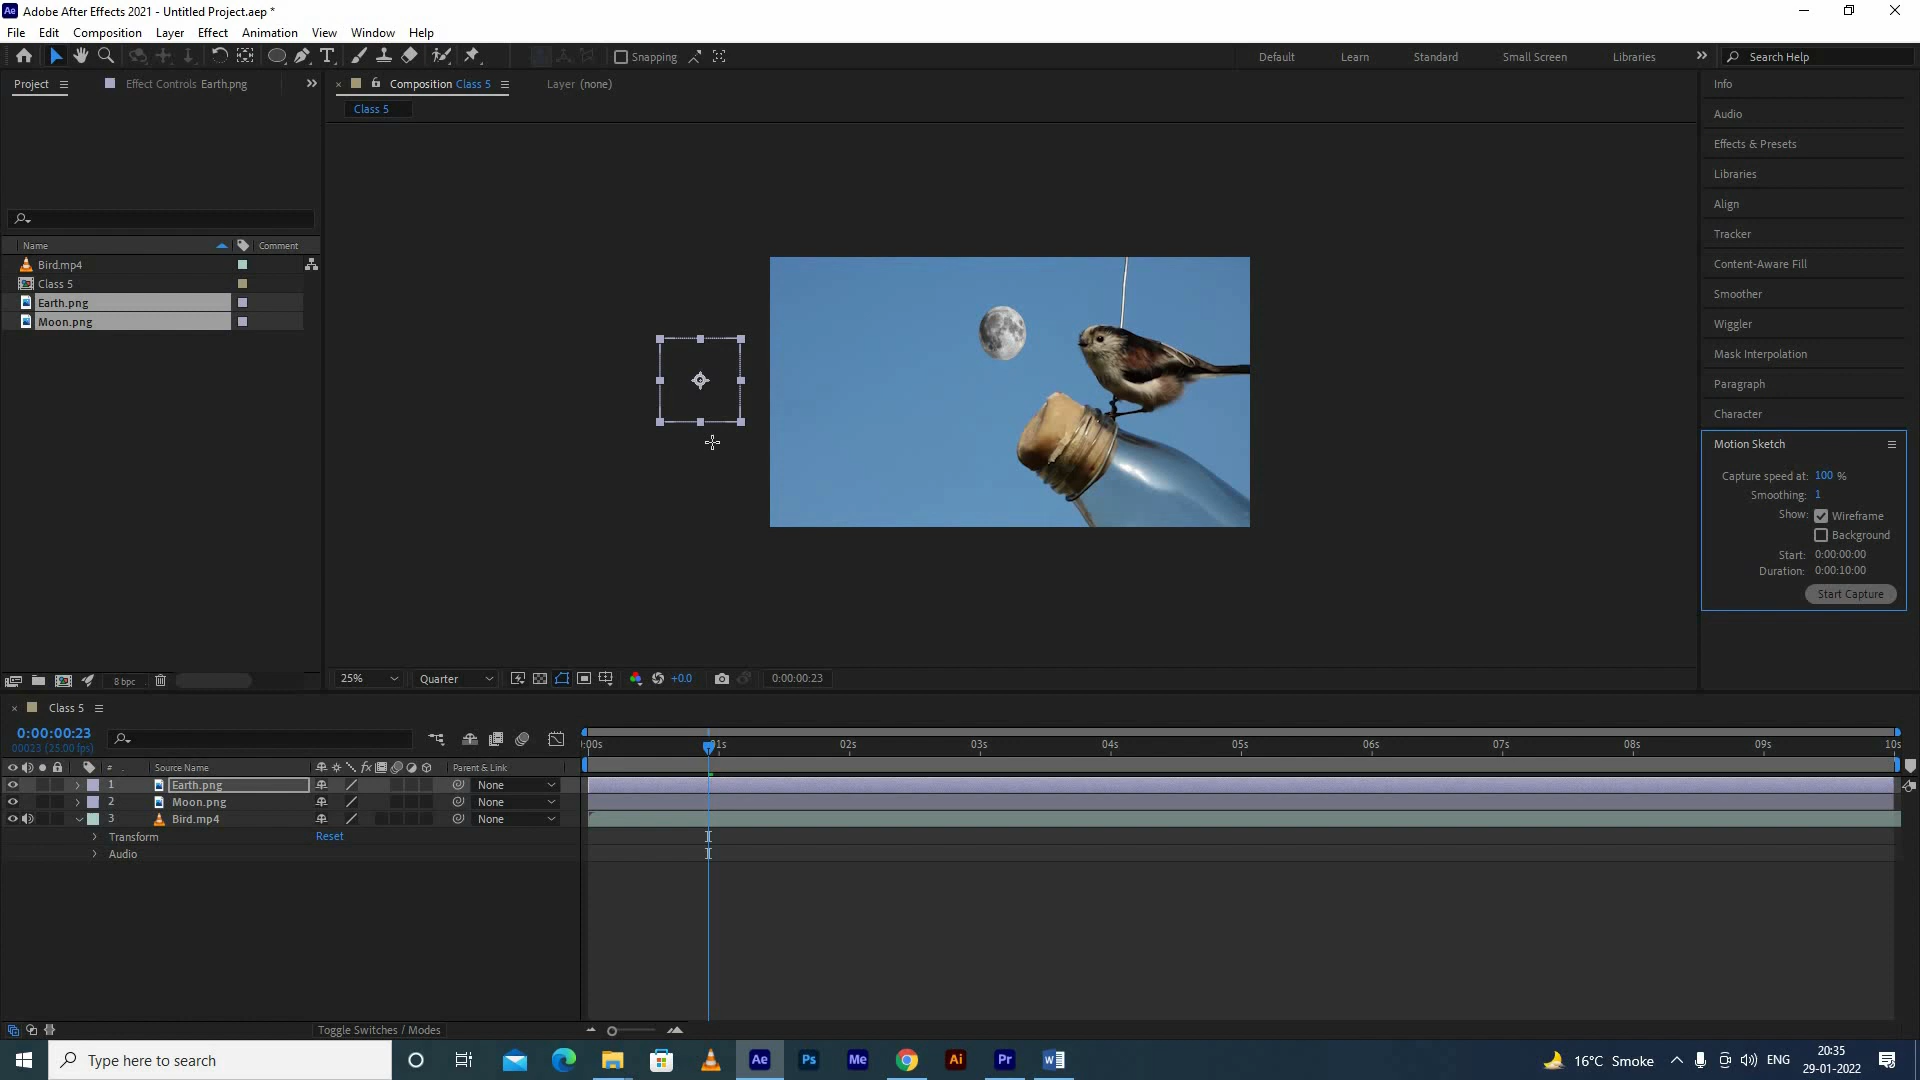 Adobe After Effects 2021 - Untitled Project.aep *
File Edit Composition Layer Effect Animation View Window Help
Snapping Default Learn Standard Small Screen Libraries Search Help
Project Effect Controls Earth.png Composition Class 5 Layer (none)
Class 5
Name Comment
Bird.mp4
Class 5
Earth.png
Moon.png
8 bpc
25% Quarter +0.0 0:00:00:23
Info
Audio
Effects & Presets
Libraries
Align
Tracker
Content-Aware Fill
Smoother
Wiggler
Mask Interpolation
Paragraph
Character
Motion Sketch
Capture speed at: 100 %
Smoothing: 1
Show: Wireframe
Background
Start: 0:00:00:00
Duration: 0:00:10:00
Start Capture
Class 5
0:00:00:23
00023 (25.00 fps)
:00s 01s 02s 03s 04s 05s 06s 07s 08s 09s 10s
# Source Name fx Parent & Link
1 Earth.png None
2 Moon.png None
3 Bird.mp4 None
Transform Reset
Audio
Toggle Switches / Modes
Type here to search Ae Ps Me Ai Pr 16°C Smoke ENG
20:35
29-01-2022